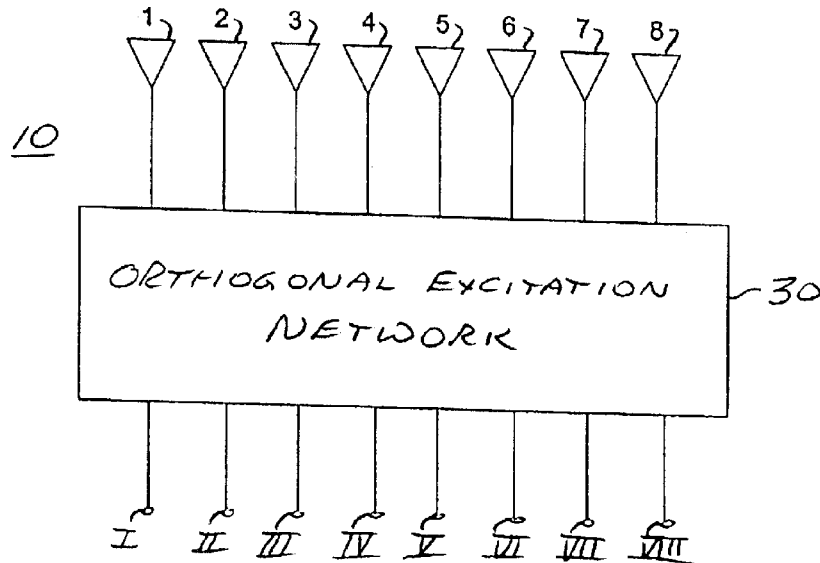 1 2 3 4 5 6 7 8
10
ORTHOGONAL EXCITATION
NETWORK
30
I II III IV V VI VII VIII